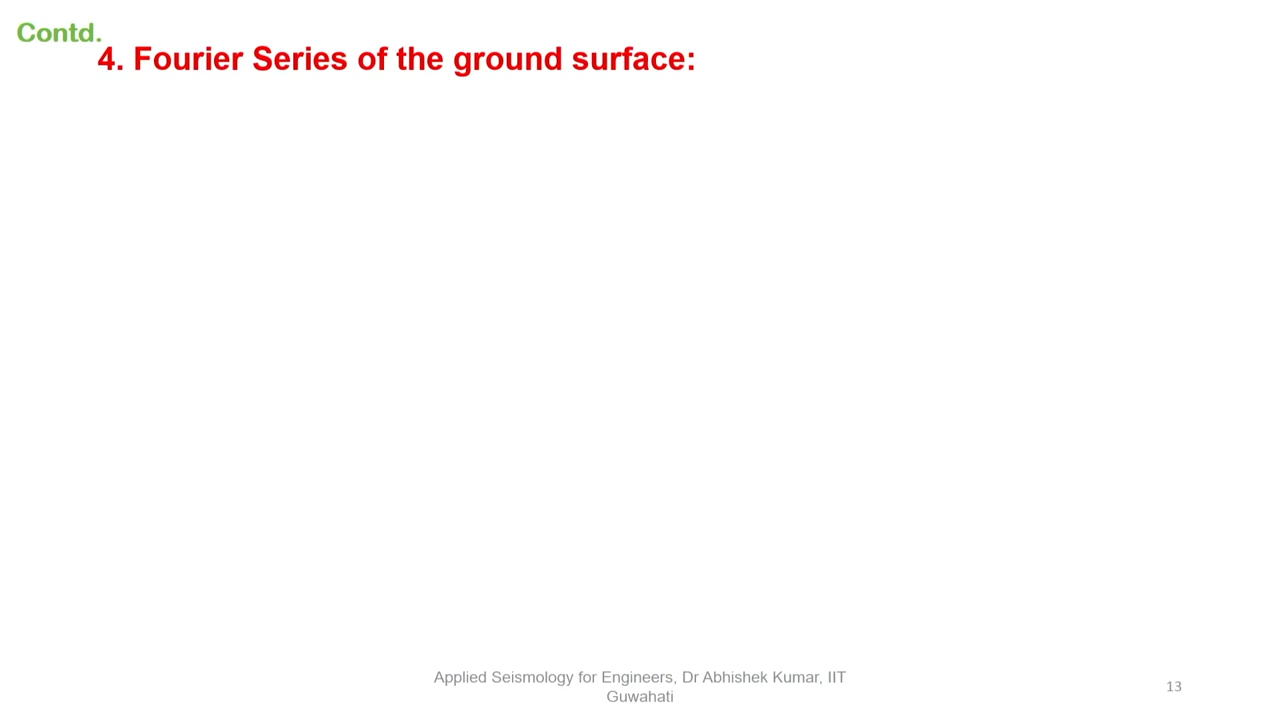 Contd.
4. Fourier Series of the ground surface:
Applied Seismology for Engineers, Dr Abhishek Kumar, IIT
Guwahati
13